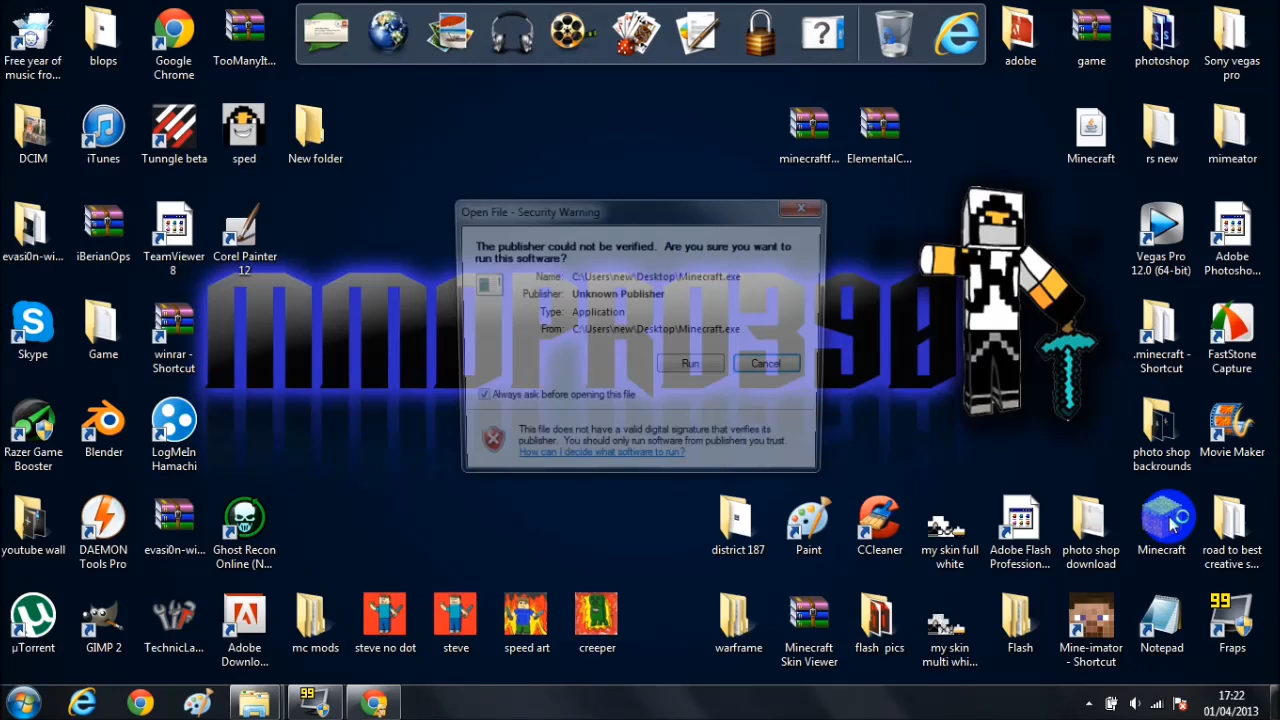 Free year of music fro...
blops
Google Chrome
TooManyIt...
adobe
game
photoshop
Sony vegas pro
DCIM
iTunes
Tunngle beta
sped
New folder
minecraftf...
ElementalC...
Minecraft
rs new
mimeator
evasi0n-wi...
iBerianOps
TeamViewer 8
Corel Painter 12
Vegas Pro 12.0 (64-bit)
Adobe Photosho...
Open File - Security Warning
The publisher could not be verified. Are you sure you want to
run this software?
Name: C:\Users\new\Desktop\Minecraft.exe
Publisher: Unknown Publisher
Type: Application
From: C:\Users\new\Desktop\Minecraft.exe
Run
Cancel
Always ask before opening this file
This file does not have a valid digital signature that verifies its
publisher. You should only run software from publishers you trust.
How can I decide what software to run?
Skype
Game
winrar - Shortcut
.minecraft - Shortcut
FastStone Capture
Razer Game Booster
Blender
LogMeIn Hamachi
photo shop backrounds
Movie Maker
youtube wall
DAEMON Tools Pro
evasi0n-wi...
Ghost Recon Online (N...
district 187
Paint
CCleaner
my skin full white
Adobe Flash Profession...
photo shop download
Minecraft
road to best creative s...
µTorrent
GIMP 2
TechnicLa...
Adobe Downlo...
mc mods
steve no dot
steve
speed art
creeper
warframe
Minecraft Skin Viewer
flash pics
my skin multi whi...
Flash
Mine-imator - Shortcut
Notepad
99
Fraps
99
17:22
01/04/2013